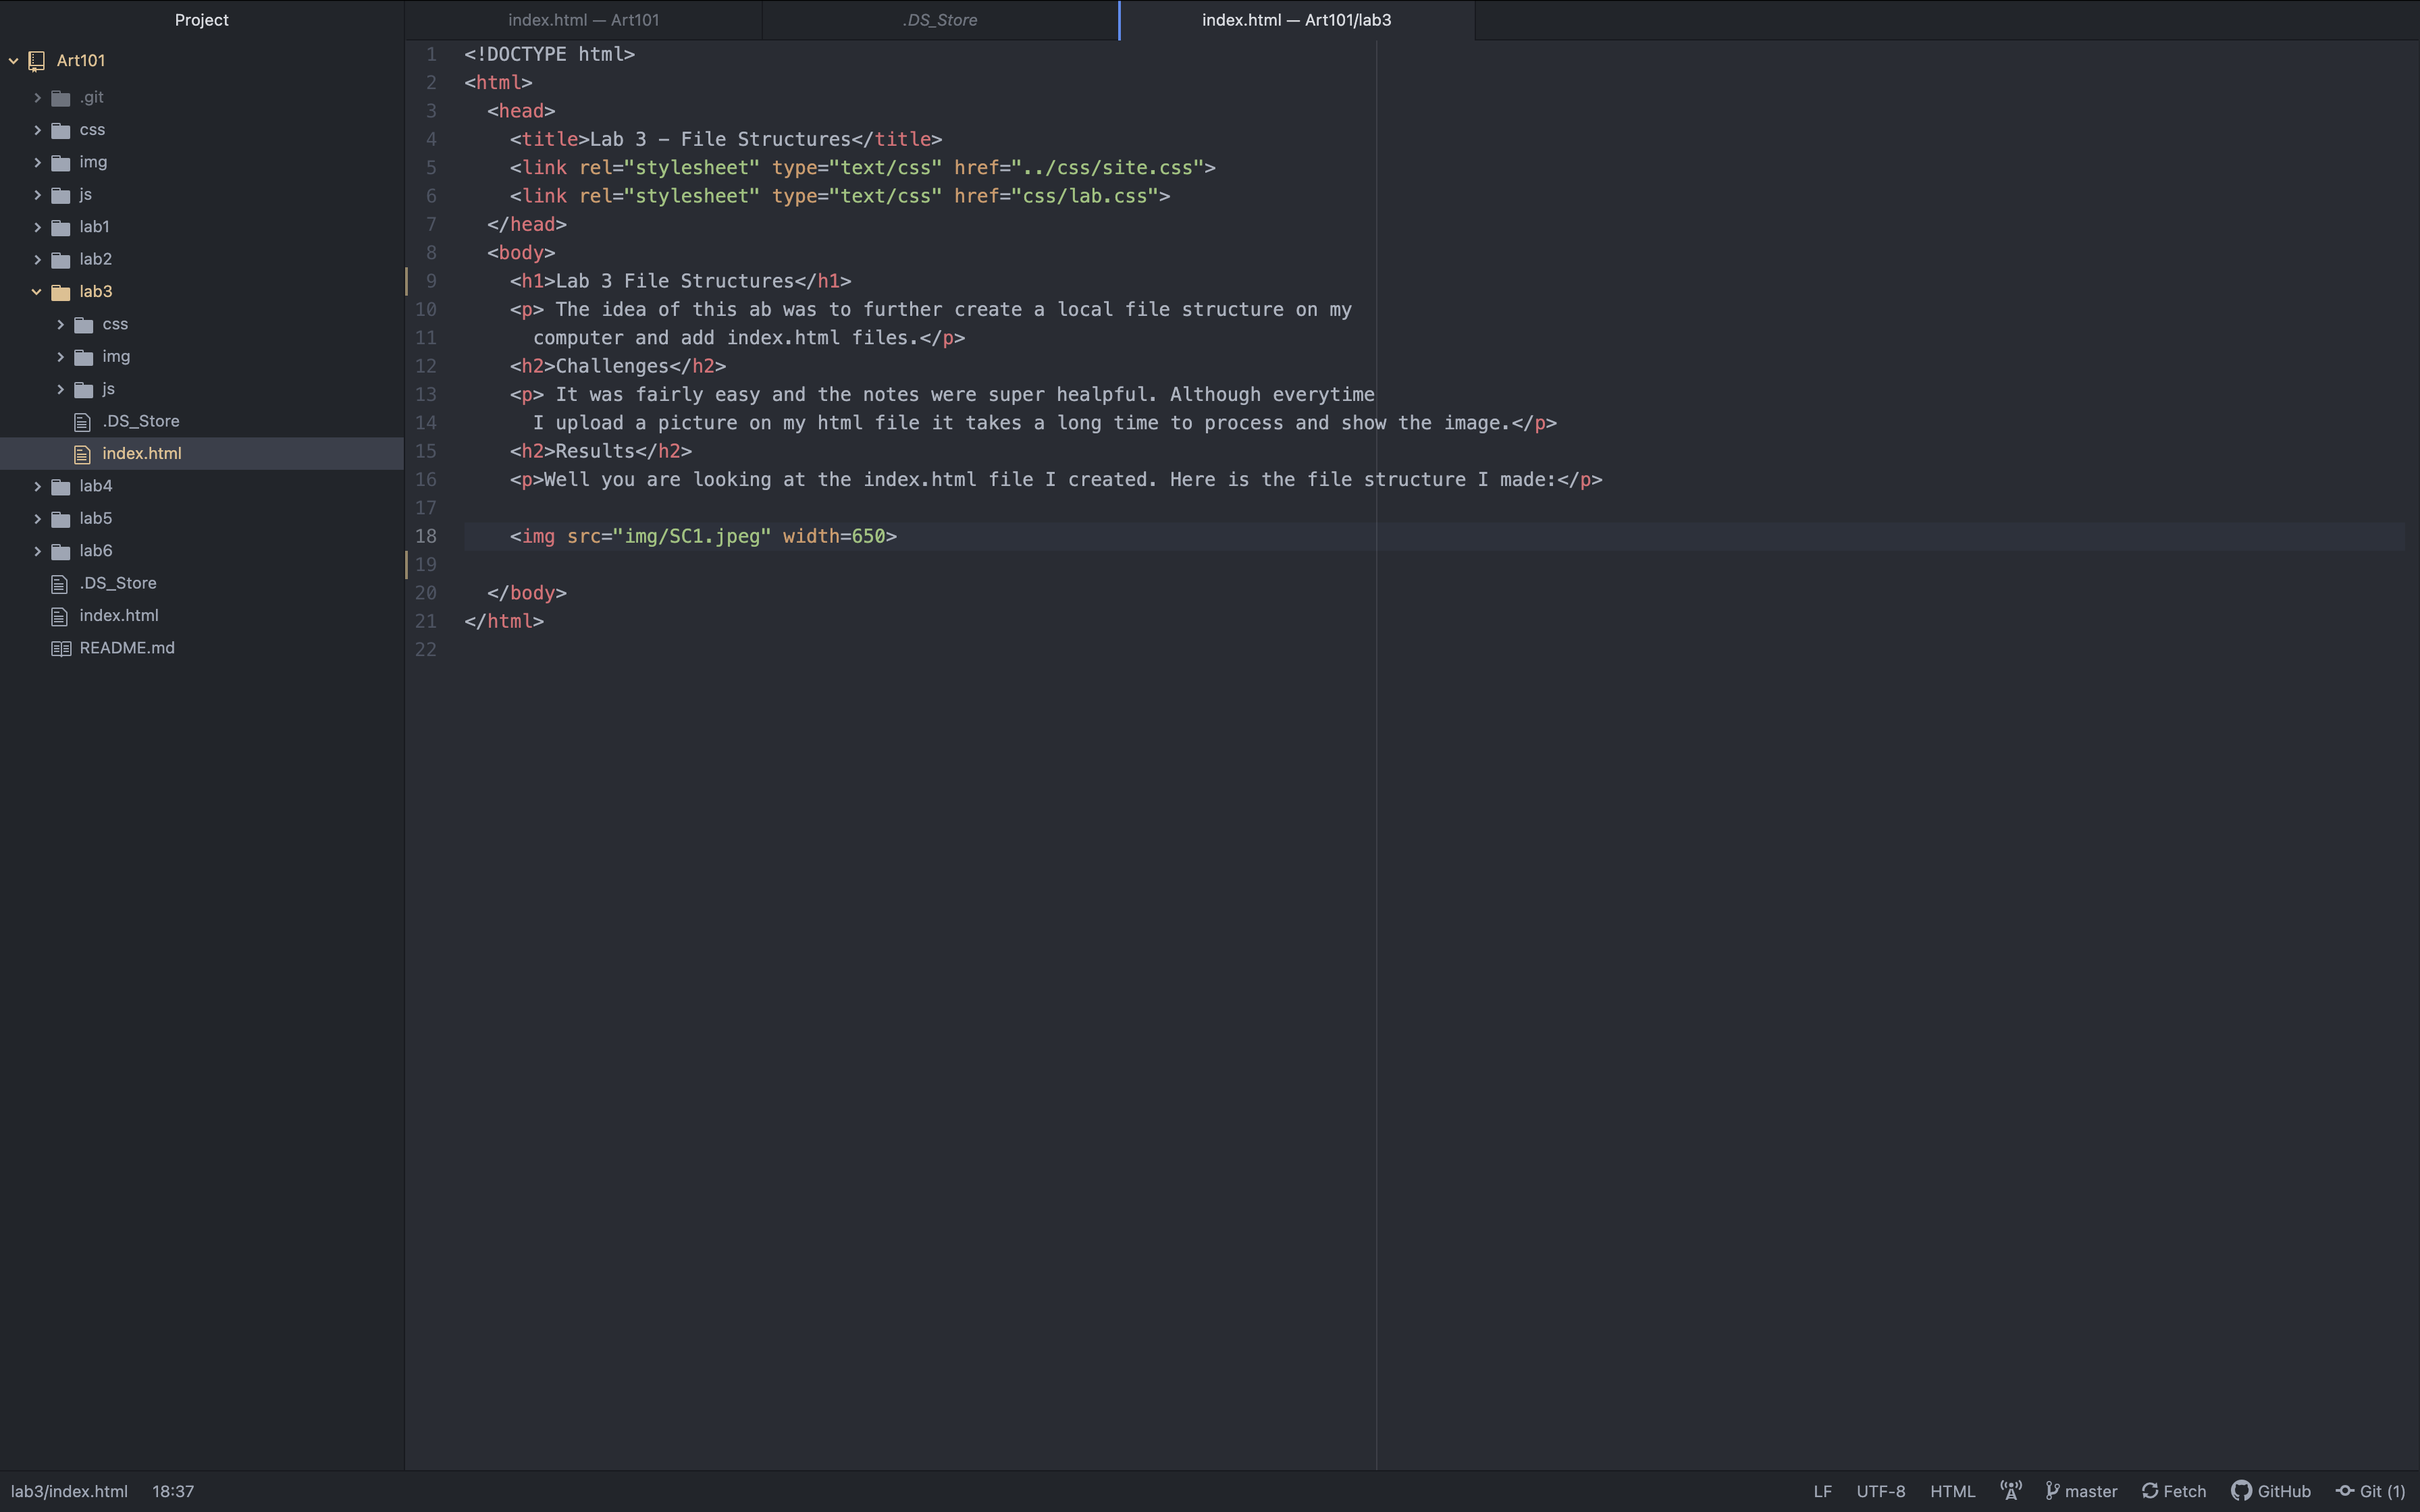 Project
Art101
.git
css
img
js
lab1
lab2
lab3
css
img
js
.DS_Store
index.html
lab4
lab5
lab6
.DS_Store
index.html
README.md
index.html — Art101
.DS_Store
index.html — Art101/lab3
1 <!DOCTYPE html>
2 <html>
3 <head>
4 <title>Lab 3 - File Structures</title>
5 <link rel="stylesheet" type="text/css" href="../css/site.css">
6 <link rel="stylesheet" type="text/css" href="css/lab.css">
7 </head>
8 <body>
9 <h1>Lab 3 File Structures</h1>
10 <p> The idea of this ab was to further create a local file structure on my
11 computer and add index.html files.</p>
12 <h2>Challenges</h2>
13 <p> It was fairly easy and the notes were super healpful. Although everytime
14 I upload a picture on my html file it takes a long time to process and show the image.</p>
15 <h2>Results</h2>
16 <p>Well you are looking at the index.html file I created. Here is the file structure I made:</p>
17
18 <img src="img/SC1.jpeg" width=650>
19
20 </body>
21 </html>
22
lab3/index.html 18:37
LF UTF-8 HTML master Fetch GitHub Git (1)